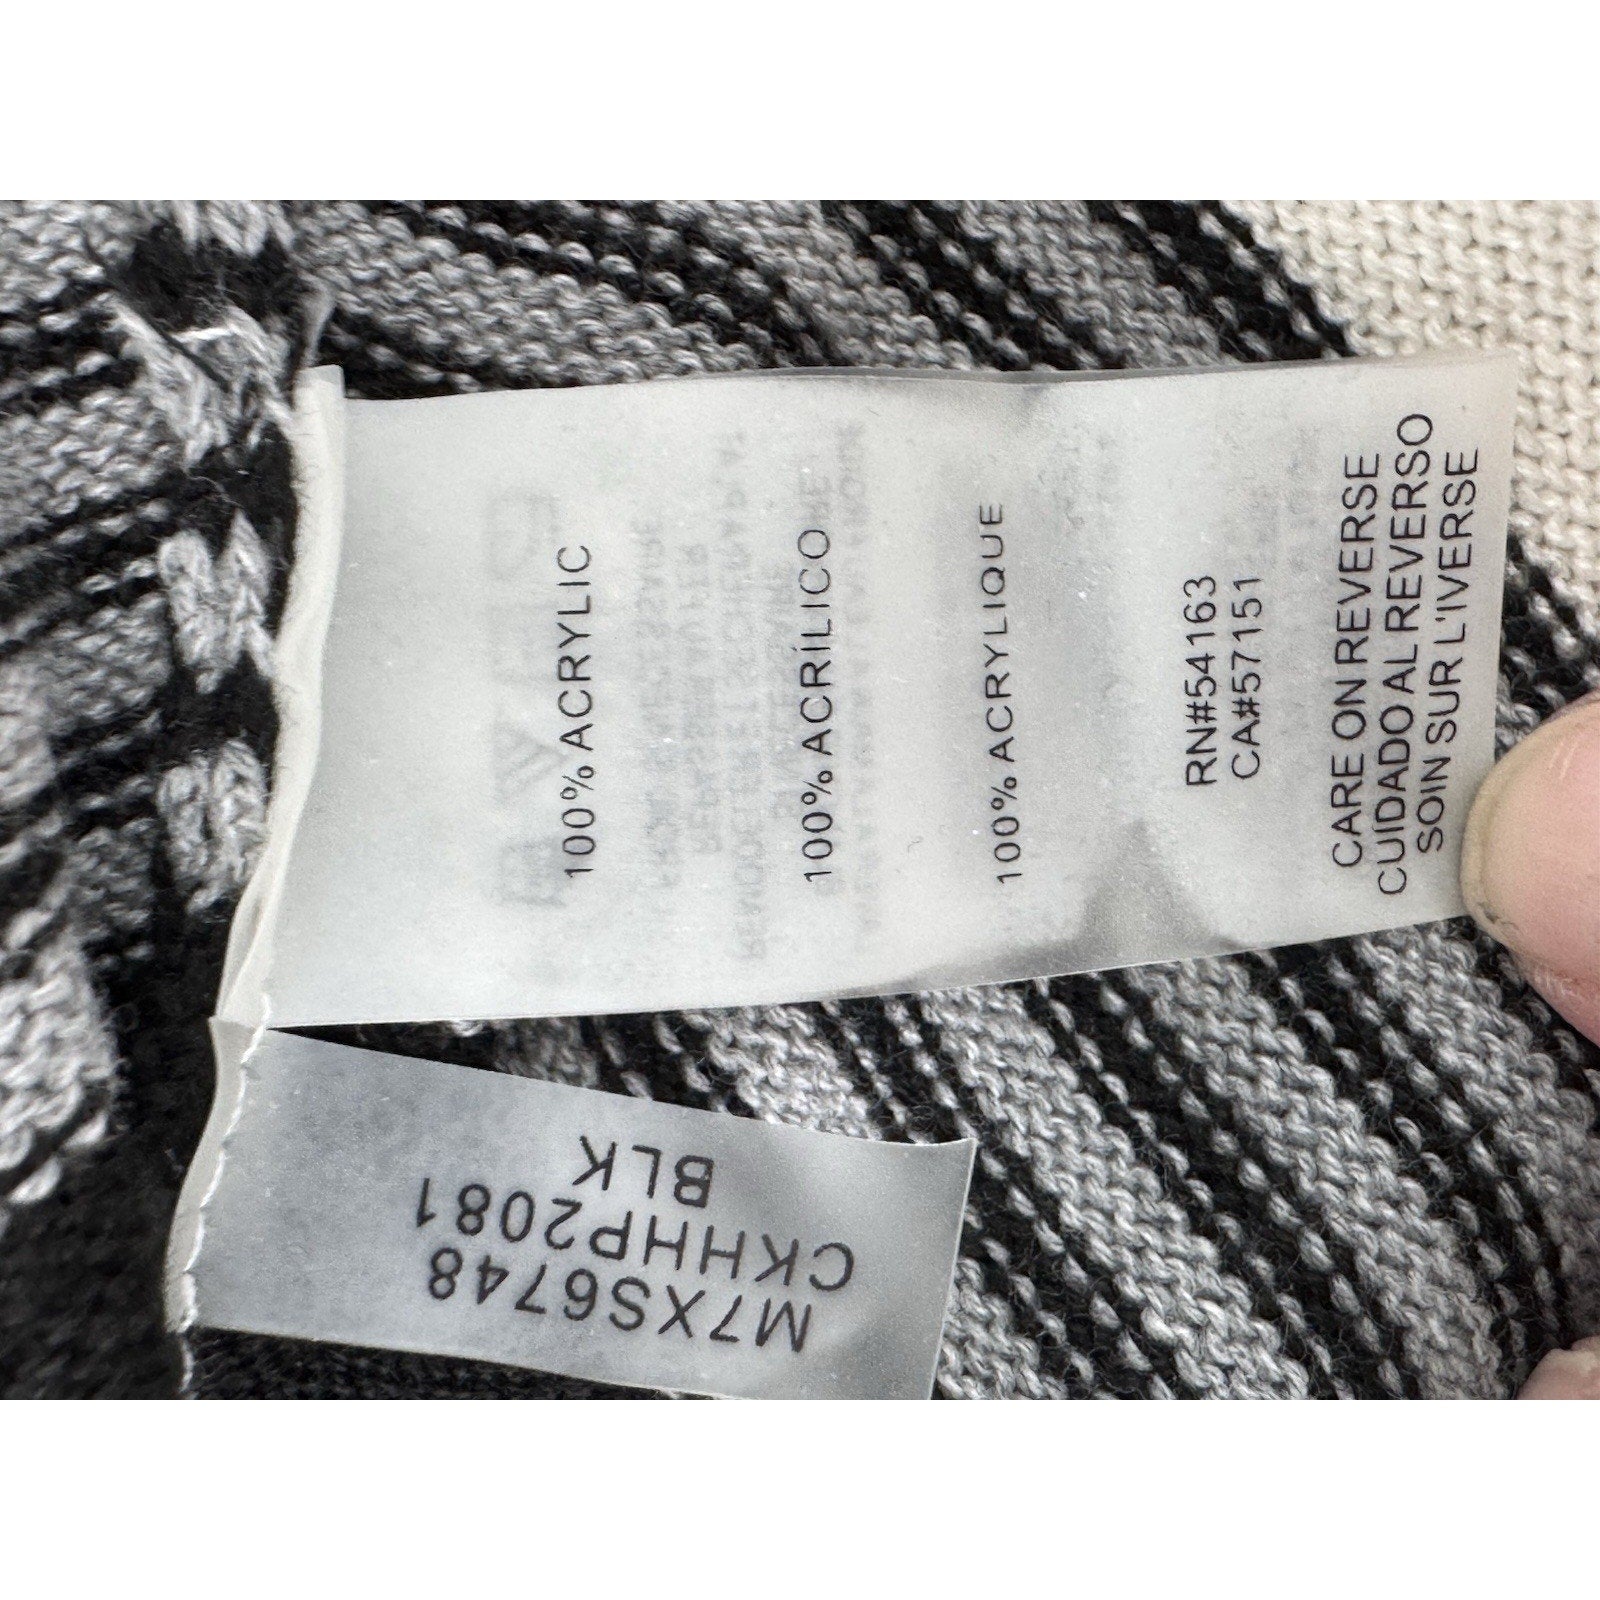 100% ACRYLIC
100% ACRÍLICO
100% ACRYLIQUE
RN#54163
CA#57151
CARE ON REVERSE
CUIDADO AL REVERSO
SOIN SUR L'IVERSE
M7XS6748
CKHHP2081
BLK